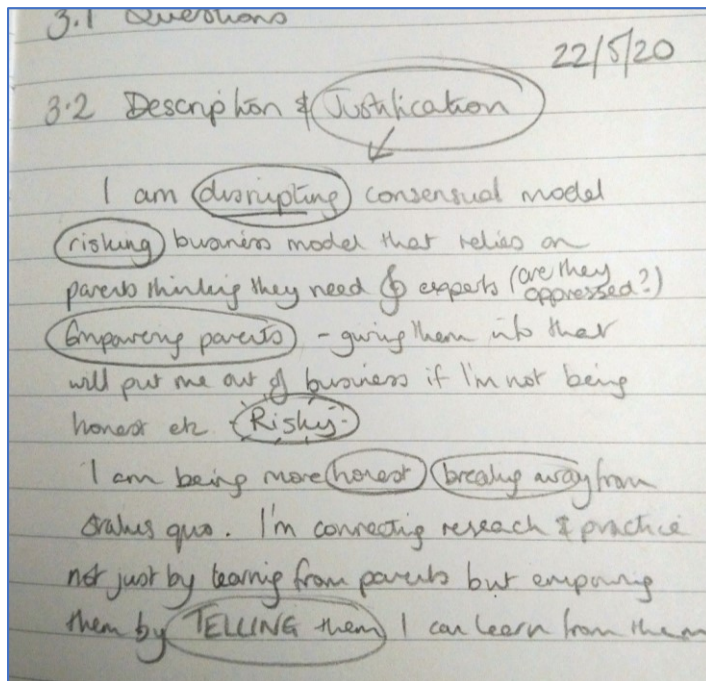 3.1 Questions
22/5/20
3.2 Description & Justification
I am disrupting consensual model
risking business model that relies on
parents thinking they need experts (are they
oppressed?)
Empowering parents - giving them info that
will put me out of business if I'm not being
honest etc Risky.
I am being more honest breaking away from
status quo. I'm connecting research & practice
not just by learning from parents but empowering
them by TELLING them I can learn from them